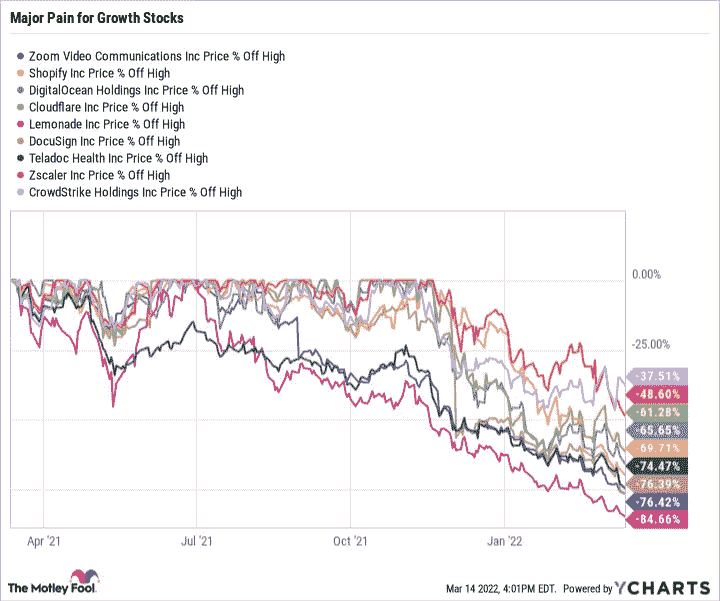 Major Pain for Growth Stocks
Zoom Video Communications Inc Price % Off High
Shopify Inc Price % Off High
DigitalOcean Holdings Inc Price % Off High
Cloudflare Inc Price % Off High
Lemonade Inc Price % Off High
DocuSign Inc Price % Off High
Teladoc Health Inc Price % Off High
Zscaler Inc Price % Off High
CrowdStrike Holdings Inc Price % Off High
0.00%
-25.00%
-37.51%
-48.60%
-61.28%
-65.65%
-69.71%
-74.47%
-76.39%
-76.42%
-84.66%
Apr '21 Jul '21 Oct '21 Jan '22
The Motley Fool. Mar 14 2022, 4:01PM EDT. Powered by YCHARTS